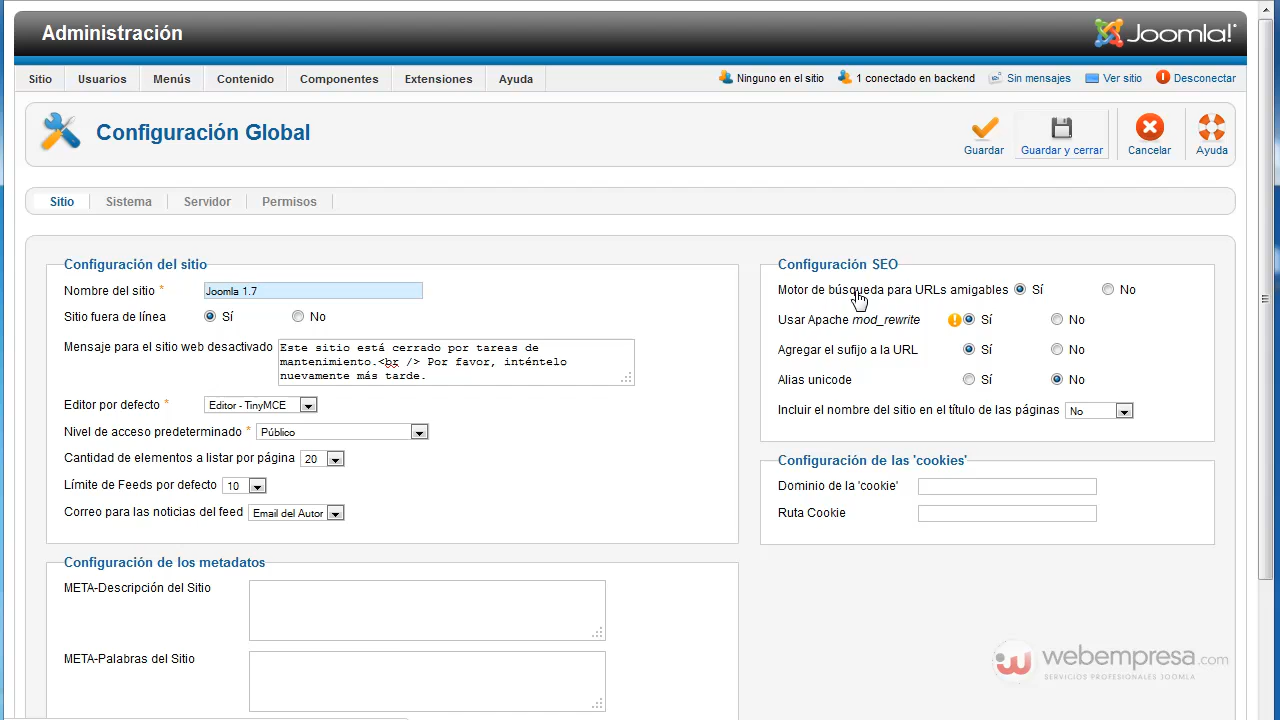 Administración
Joomla!
Sitio Usuarios Menús Contenido Componentes Extensiones Ayuda Ninguno en el sitio 1 conectado en backend Sin mensajes Ver sitio Desconectar
Configuración Global
Guardar Guardar y cerrar Cancelar Ayuda
Sitio Sistema Servidor Permisos
Configuración del sitio
Nombre del sitio * Joomla 1.7
Sitio fuera de línea Sí No
Mensaje para el sitio web desactivado
Este sitio está cerrado por tareas de
mantenimiento.<br /> Por favor, inténtelo
nuevamente más tarde.
Editor por defecto * Editor - TinyMCE
Nivel de acceso predeterminado * Público
Cantidad de elementos a listar por página 20
Límite de Feeds por defecto 10
Correo para las noticias del feed Email del Autor
Configuración de los metadatos
META-Descripción del Sitio
META-Palabras del Sitio
Configuración SEO
Motor de búsqueda para URLs amigables Sí No
Usar Apache mod_rewrite Sí No
Agregar el sufijo a la URL Sí No
Alias unicode Sí No
Incluir el nombre del sitio en el título de las páginas No
Configuración de las 'cookies'
Dominio de la 'cookie'
Ruta Cookie
webempresa.com
SERVICIOS PROFESIONALES JOOMLA